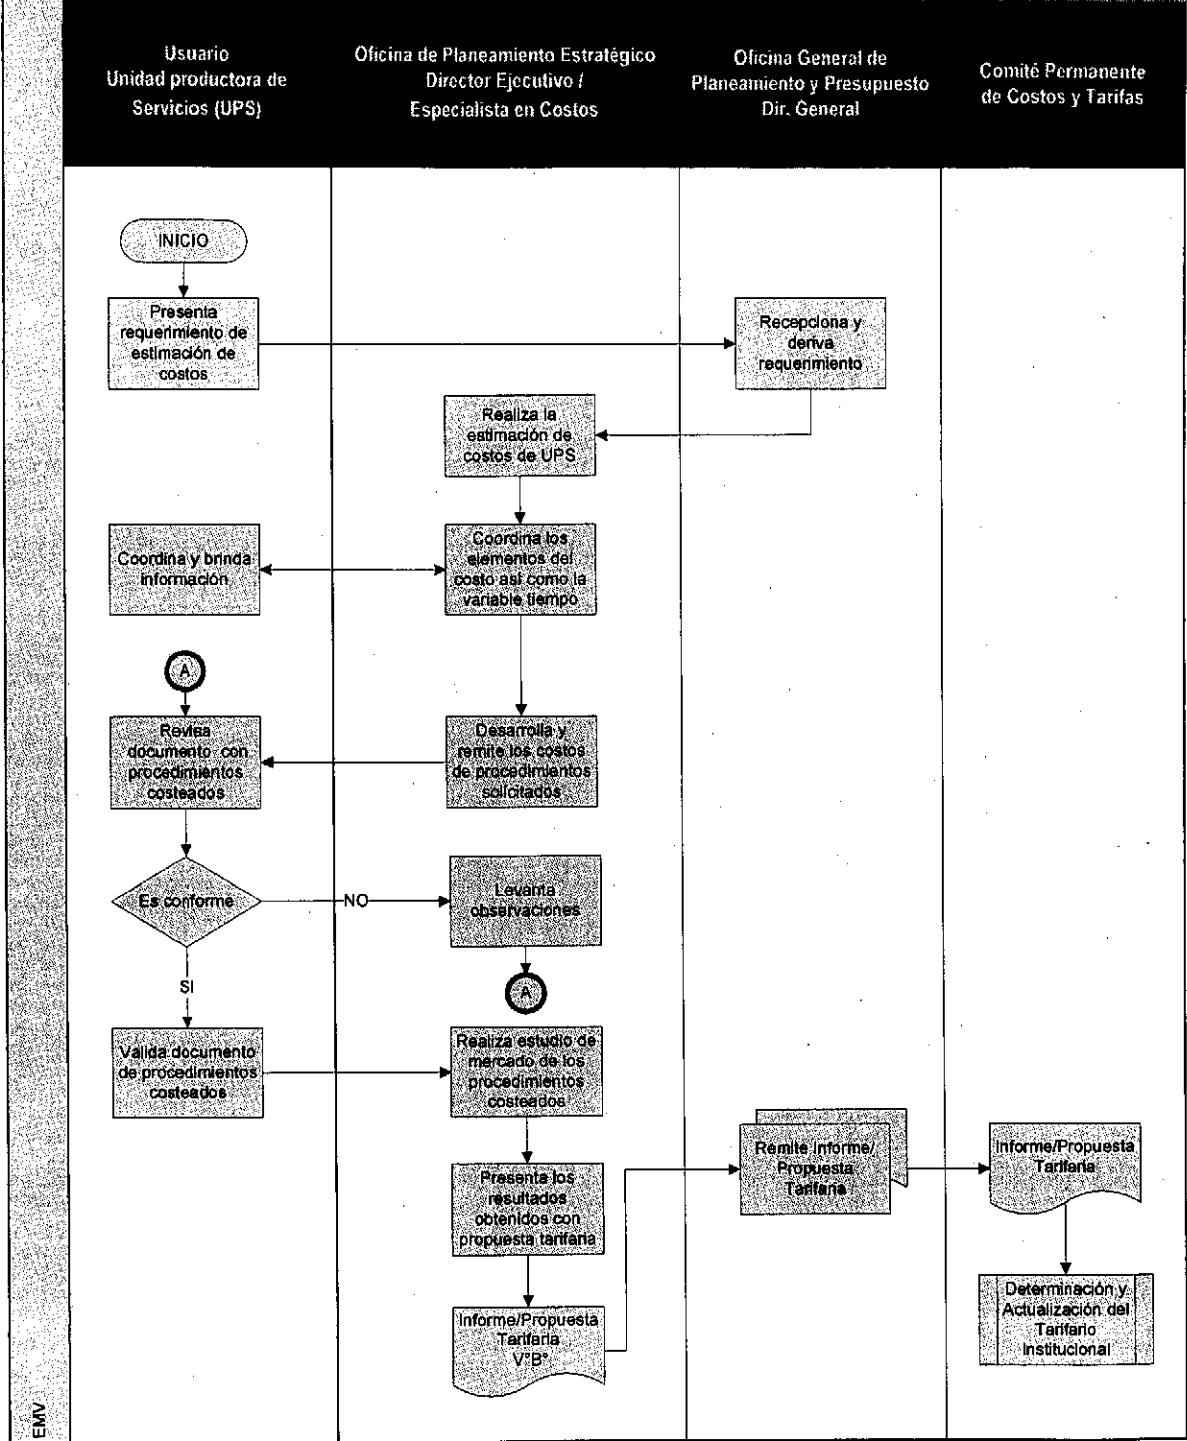 Usuario
Unidad productora de
Servicios (UPS)
Oficina de Planeamiento Estratégico
Director Ejecutivo /
Especialista en Costos
Oficina General de
Planeamiento y Presupuesto
Dir. General
Comité Permanente
de Costos y Tarifas
INICIO
Presenta
requerimiento de
estimación de
costos
Recepciona y
deriva
requerimiento
Realiza la
estimación de
costos de UPS
Coordina y brinda
información
Coordina los
elementos del
costo así como la
variable tiempo
A
Revisa
documento con
procedimientos
costeados
Desarrolla y
remite los costos
de procedimientos
solicitados
Es conforme
NO
Levanta
observaciones
SI
A
Valida documento
de procedimientos
costeados
Realiza estudio de
mercado de los
procedimientos
costeados
Presenta los
resultados
obtenidos con
propuesta tarifaria
Remite Informe/
Propuesta
Tarifaria
Informe/Propuesta
Tarifaria
Informe/Propuesta
Tarifaria
V°B°
Determinación y
Actualización del
Tarifario
Institucional
EMV